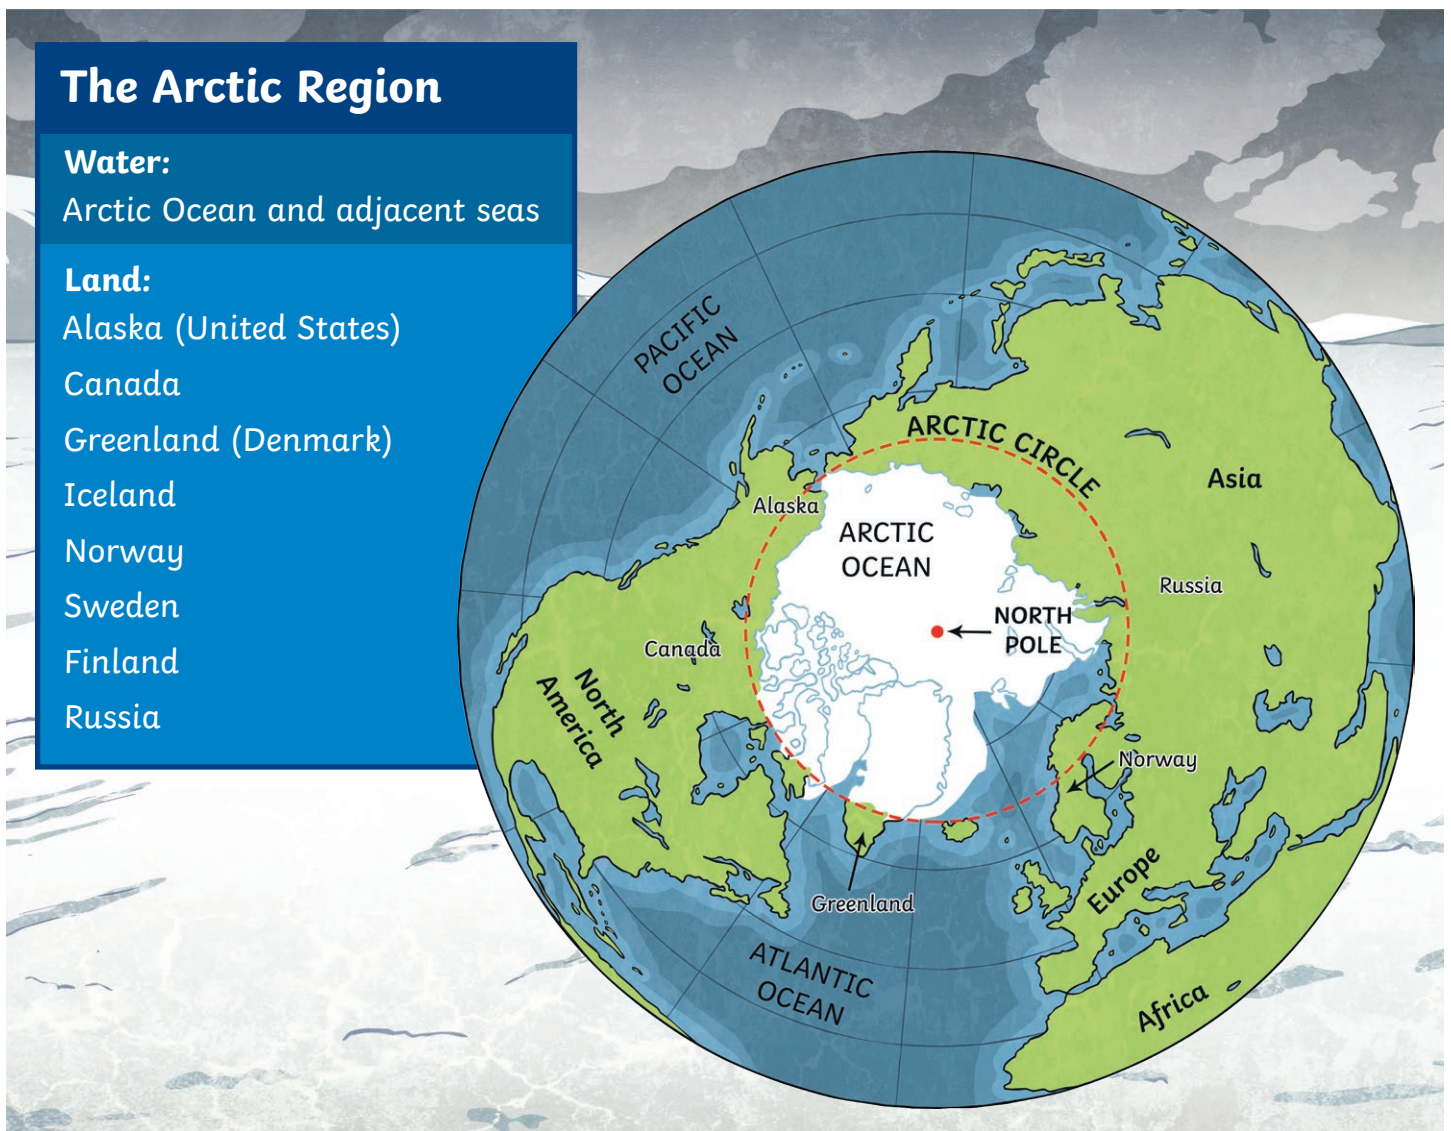 The Arctic Region
Water:
Arctic Ocean and adjacent seas
Land:
Alaska (United States)
Canada
Greenland (Denmark)
Iceland
Norway
Sweden
Finland
Russia
PACIFIC
OCEAN
ARCTIC CIRCLE
Asia
Alaska
ARCTIC
OCEAN
Russia
NORTH
POLE
Canada
North
America
Norway
Greenland
Europe
ATLANTIC
OCEAN
Africa